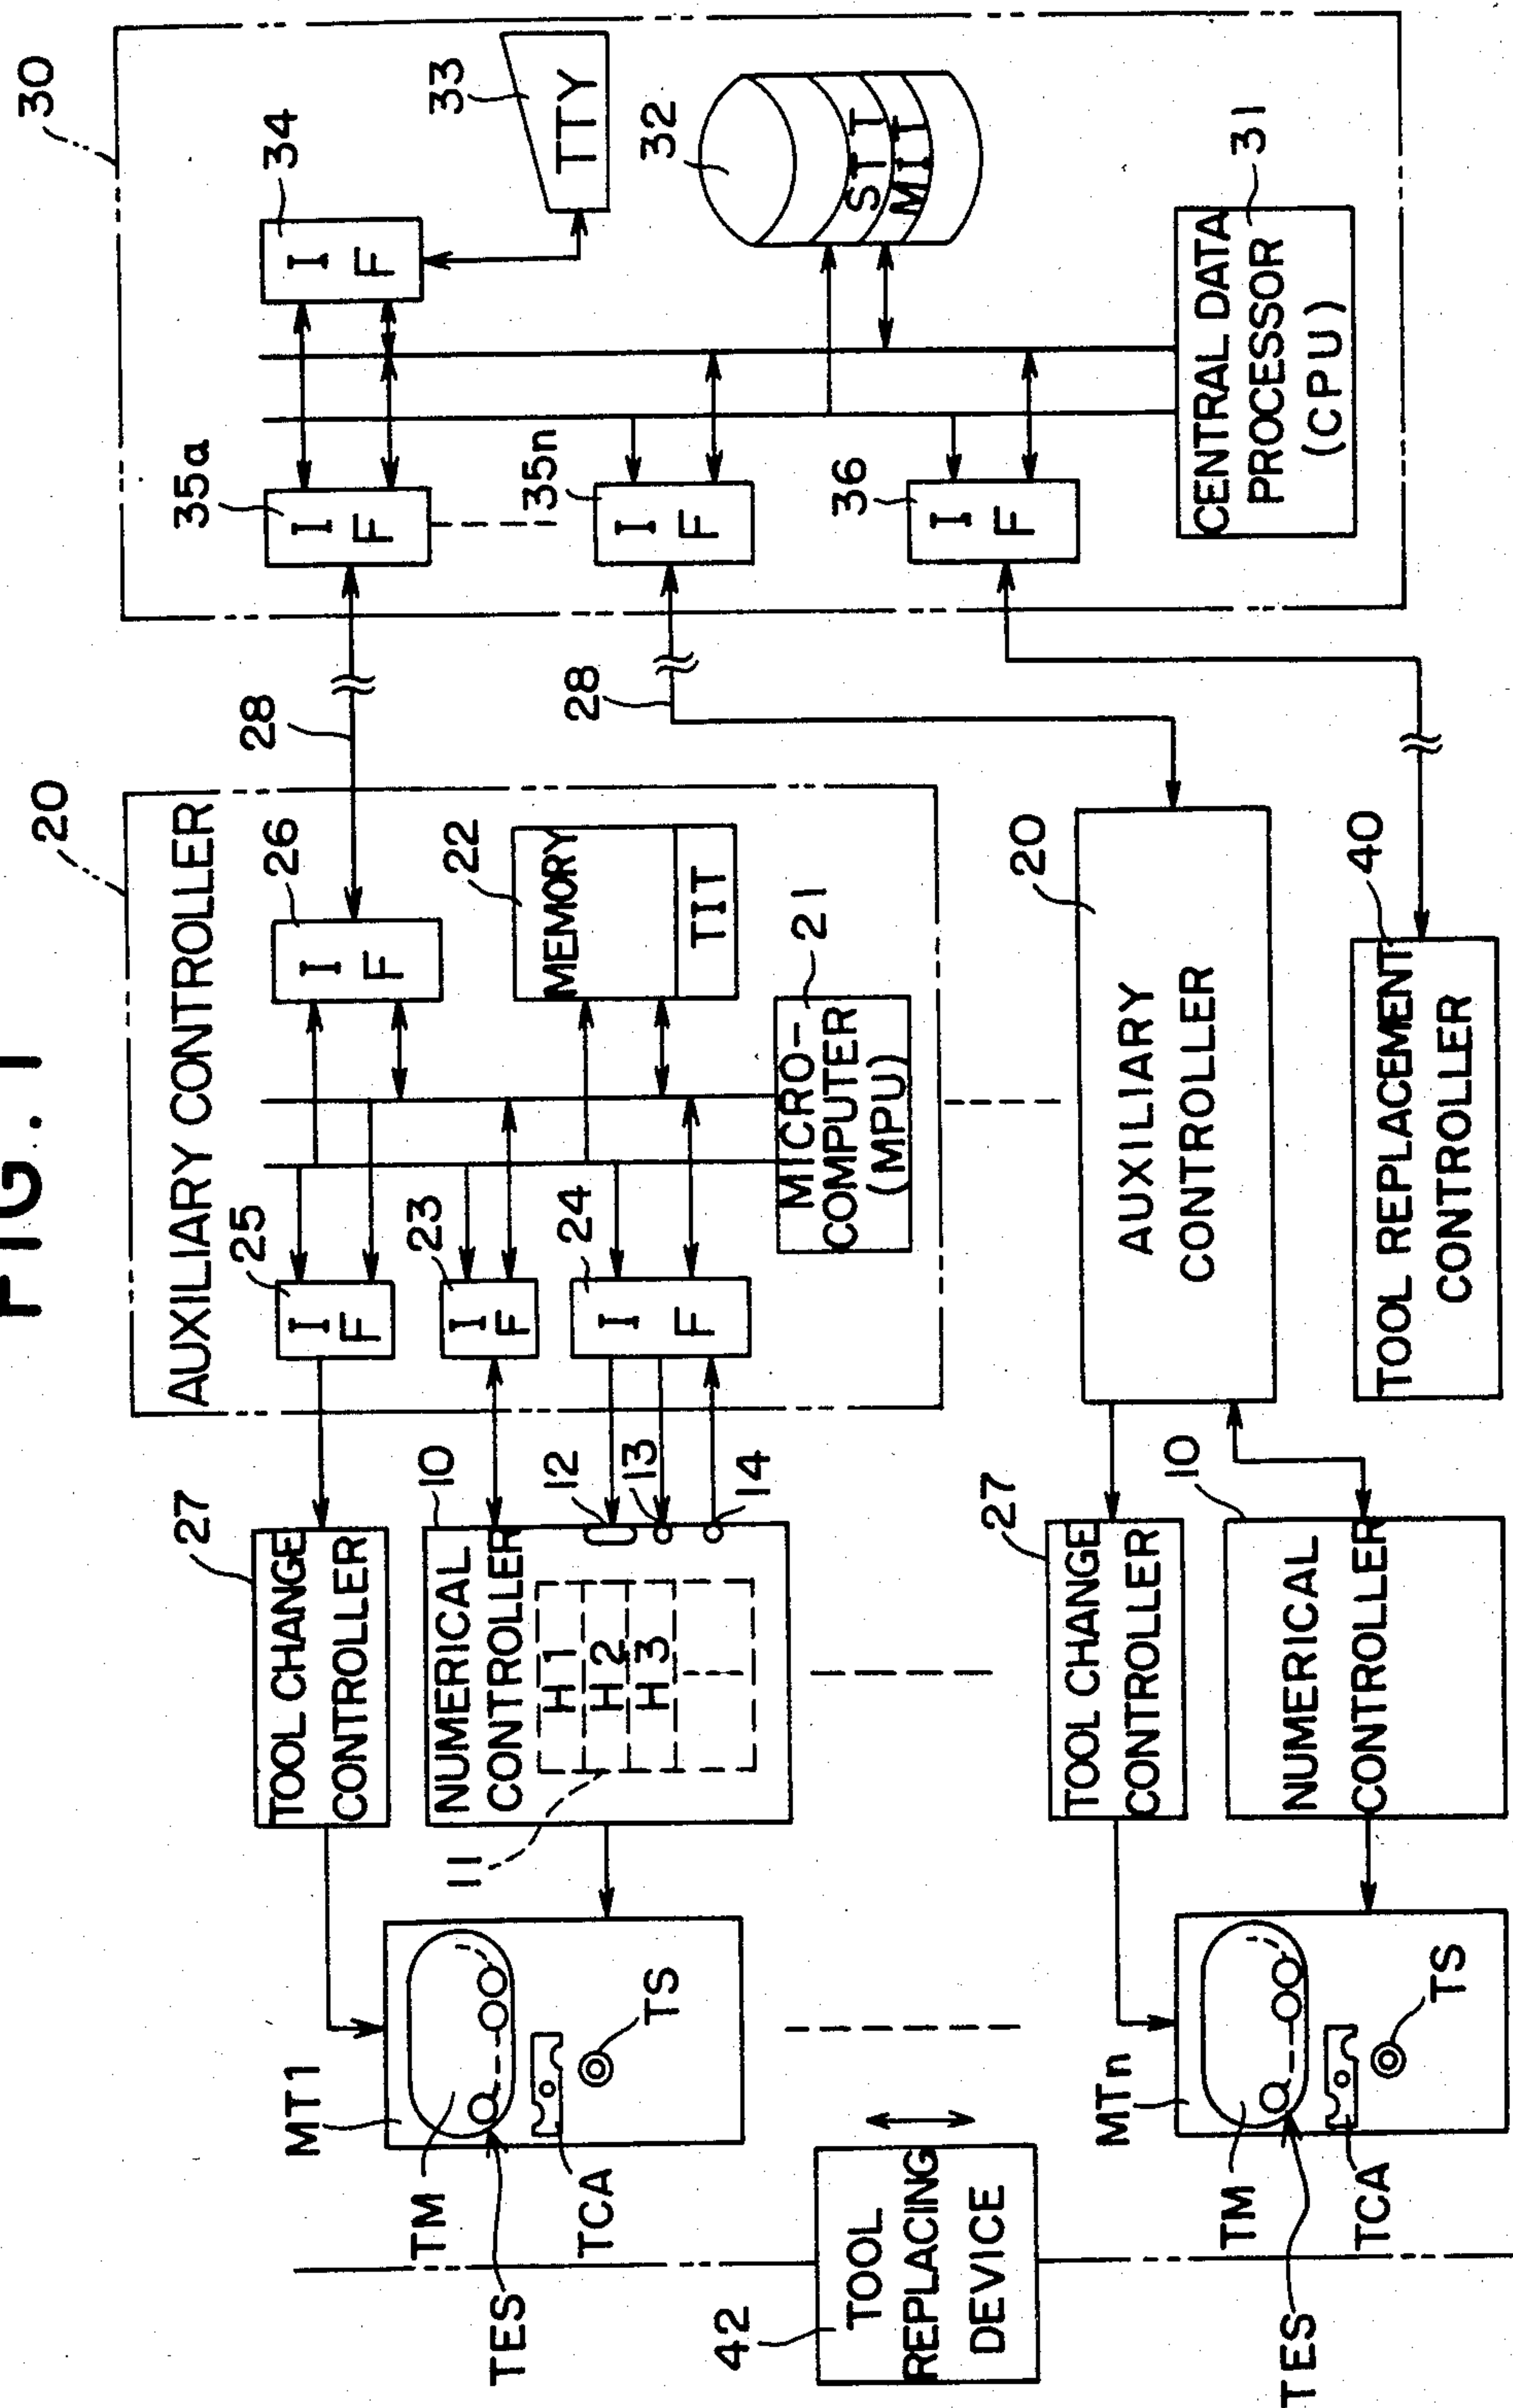 FIG. 1
30
34
I
F
33
TTY
32
STT
MIT
31
CENTRAL DATA
PROCESSOR
(CPU)
35a
I
F
35n
I
F
36
I
F
28
28
20
AUXILIARY CONTROLLER
26
I
F
22
MEMORY
TIT
21
MICRO-
COMPUTER
(MPU)
25
I
F
23
I
F
24
I
F
20
AUXILIARY
CONTROLLER
40
TOOL REPLACEMENT
CONTROLLER
27
TOOL CHANGE
CONTROLLER
10
NUMERICAL
CONTROLLER
12
13
14
H1
H2
H3
11
27
TOOL CHANGE
CONTROLLER
10
NUMERICAL
CONTROLLER
MT1
TM
TES
TCA
TS
MTn
TM
TES
TCA
TS
42
TOOL
REPLACING
DEVICE